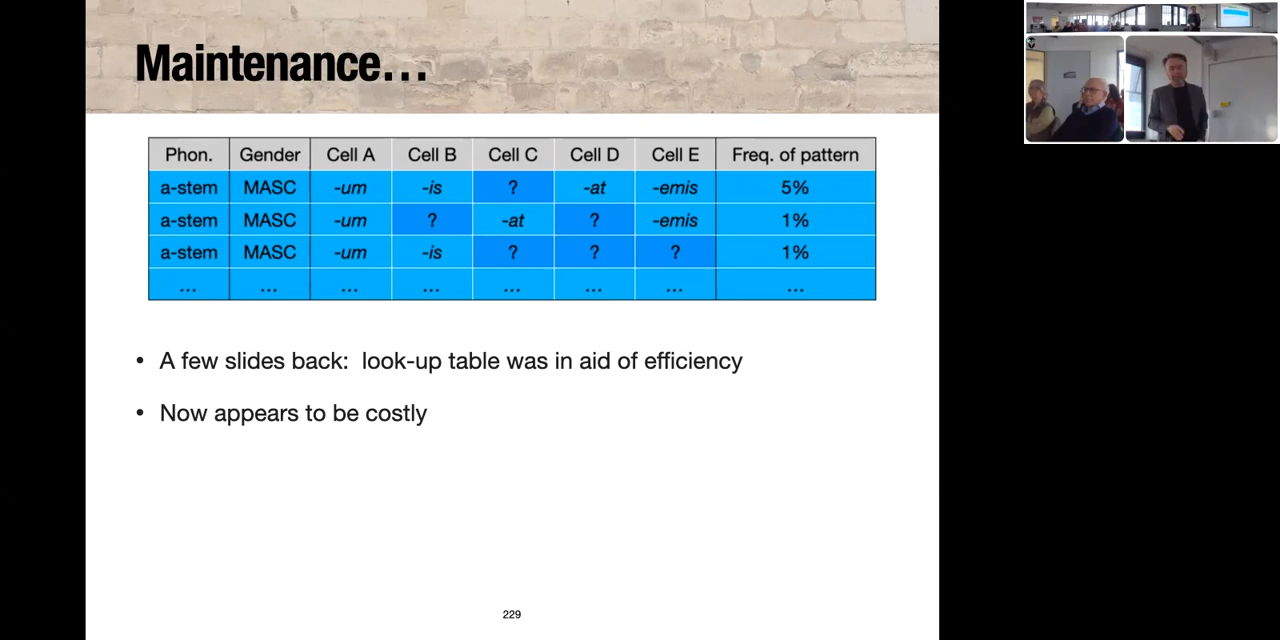 Maintenance…
Phon. Gender Cell A Cell B Cell C Cell D Cell E Freq. of pattern
a-stem MASC -um -is ? -at -emis 5%
a-stem MASC -um ? -at ? -emis 1%
a-stem MASC -um -is ? ? ? 1%
… … … … … … … …
• A few slides back: look-up table was in aid of efficiency
• Now appears to be costly
229